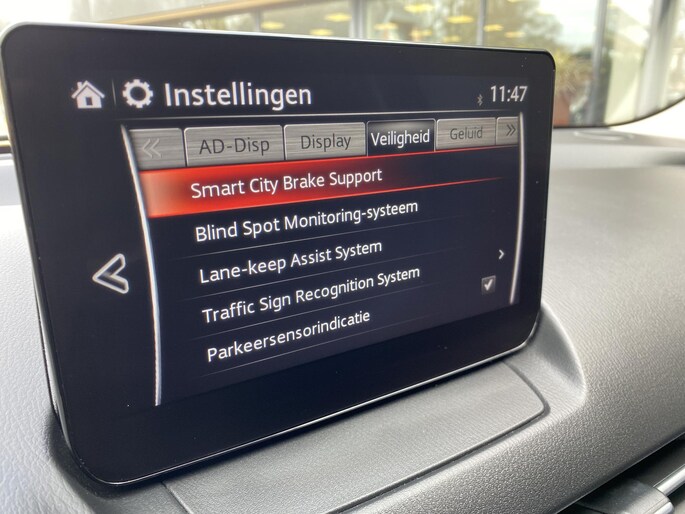 Instellingen 11:47
AD-Disp Display Veiligheid Geluid
Smart City Brake Support
Blind Spot Monitoring-systeem
Lane-keep Assist System
Traffic Sign Recognition System
Parkeersensorindicatie